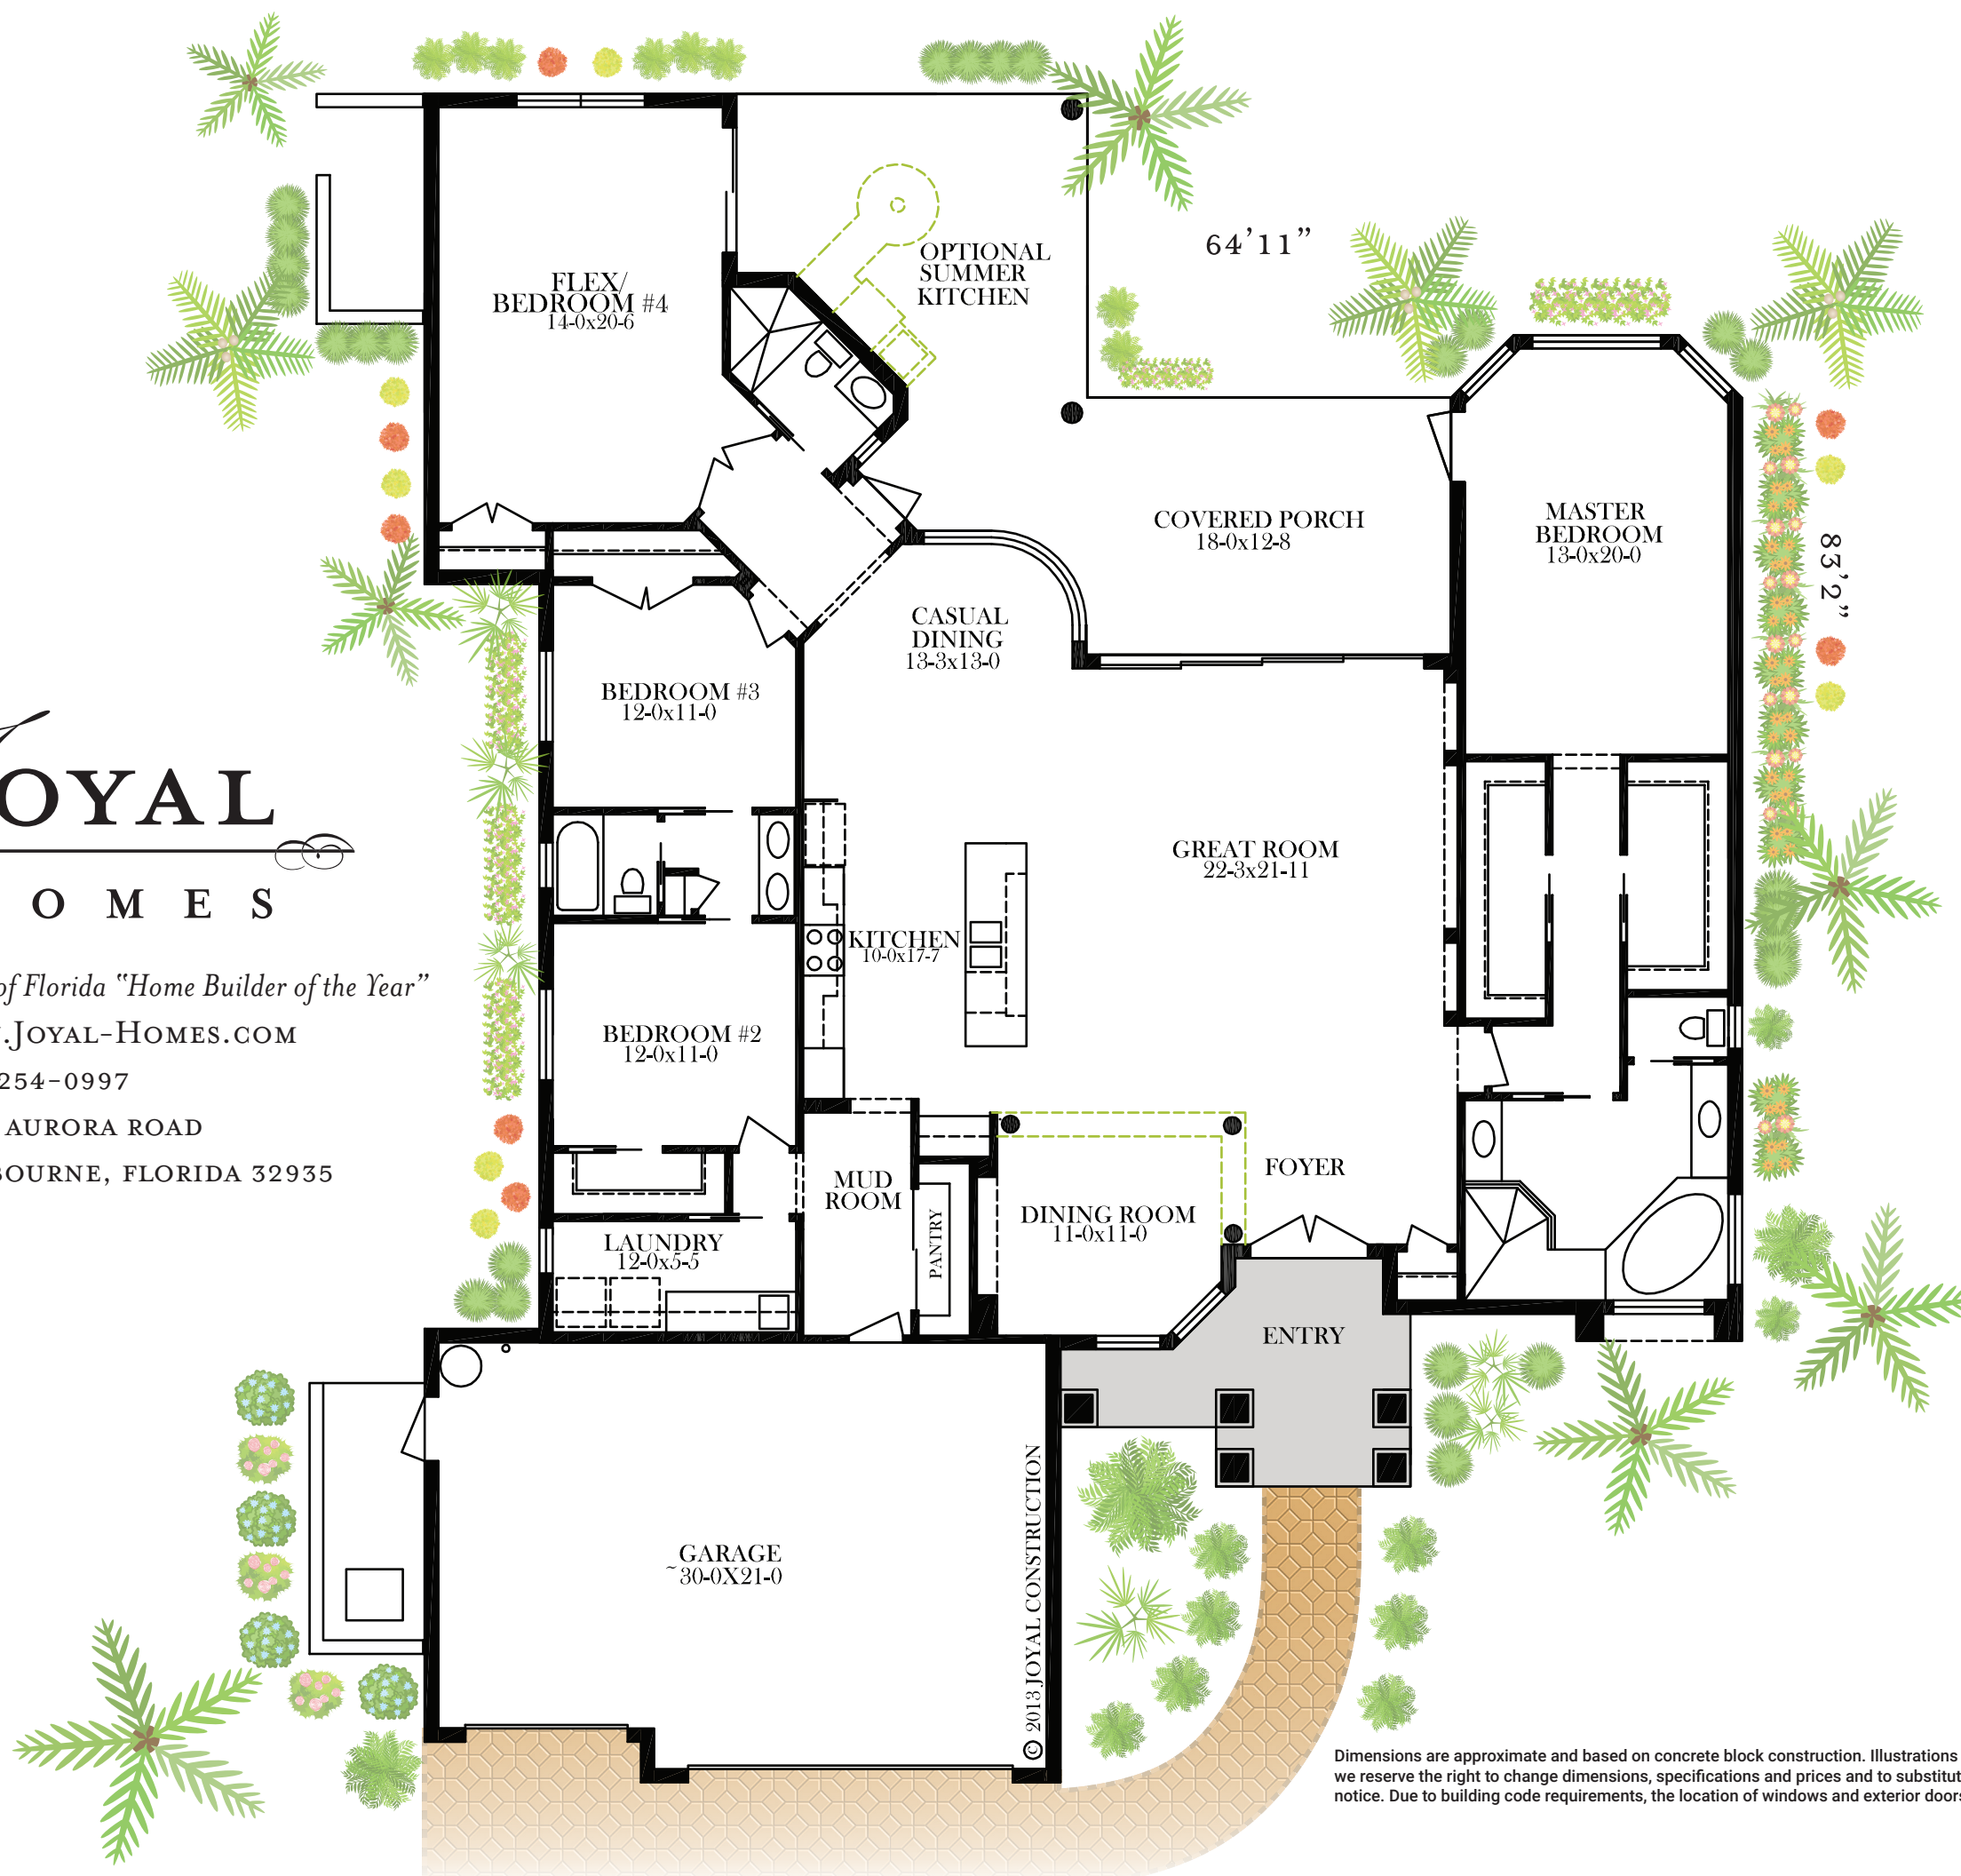 64’11”
OPTIONAL
SUMMER
KITCHEN
FLEX/
BEDROOM #4
14-0x20-6
COVERED PORCH
18-0x12-8
MASTER
BEDROOM
13-0x20-0
83’2”
CASUAL
DINING
13-3x13-0
BEDROOM #3
12-0x11-0
OYAL
OMES
of Florida “Home Builder of the Year”
.Joyal-Homes.com
254-0997
AURORA ROAD
BOURNE, FLORIDA 32935
GREAT ROOM
22-3x21-11
KITCHEN
10-0x17-7
BEDROOM #2
12-0x11-0
MUD
ROOM
PANTRY
DINING ROOM
11-0x11-0
FOYER
LAUNDRY
12-0x5-5
ENTRY
GARAGE
~30-0X21-0
© 2013 JOYAL CONSTRUCTION
Dimensions are approximate and based on concrete block construction. Illustrations
we reserve the right to change dimensions, specifications and prices and to substitut
notice. Due to building code requirements, the location of windows and exterior doors